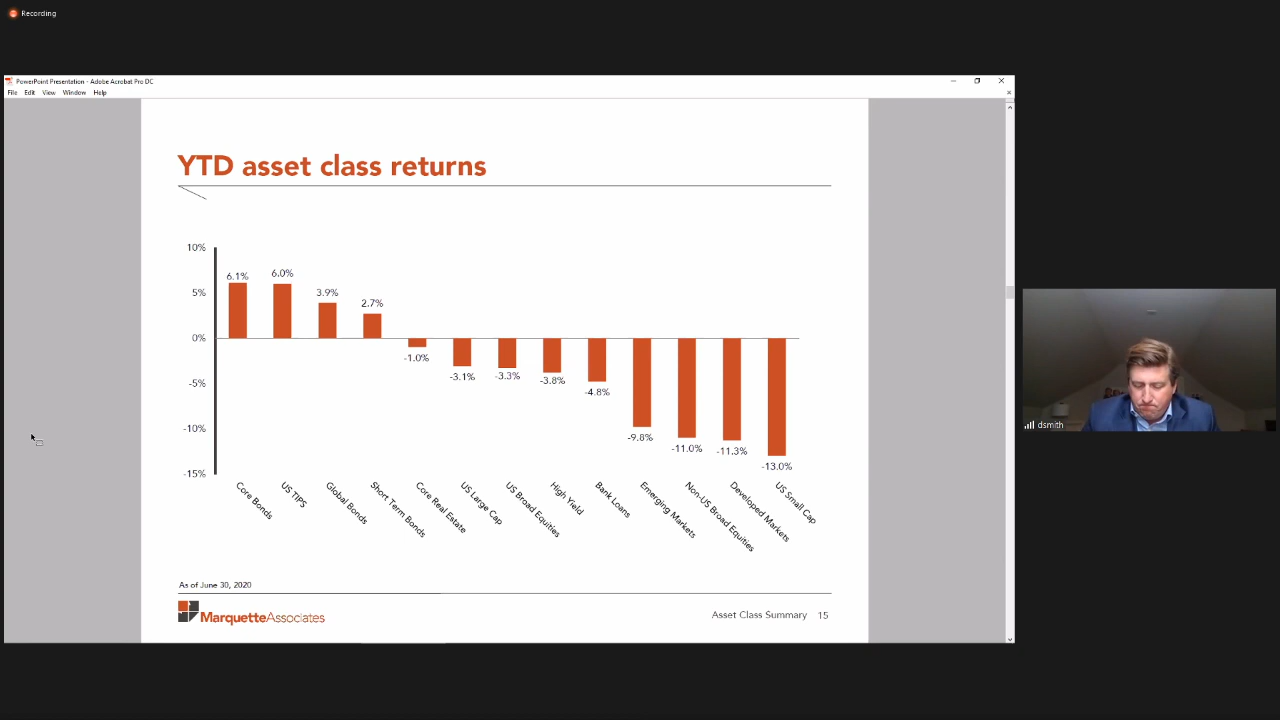 Recording
PowerPoint Presentation - Adobe Acrobat Pro DC
File Edit View Window Help
YTD asset class returns
10%
5%
0%
-5%
-10%
-15%
6.1%
6.0%
3.9%
2.7%
-1.0%
-3.1%
-3.3%
-3.8%
-4.8%
-9.8%
-11.0%
-11.3%
-13.0%
Core Bonds
US TIPS
Global Bonds
Short Term Bonds
Core Real Estate
US Large Cap
US Broad Equities
High Yield
Bank Loans
Emerging Markets
Non-US Broad Equities
Developed Markets
US Small Cap
As of June 30, 2020
MarquetteAssociates
Asset Class Summary 15
dsmith